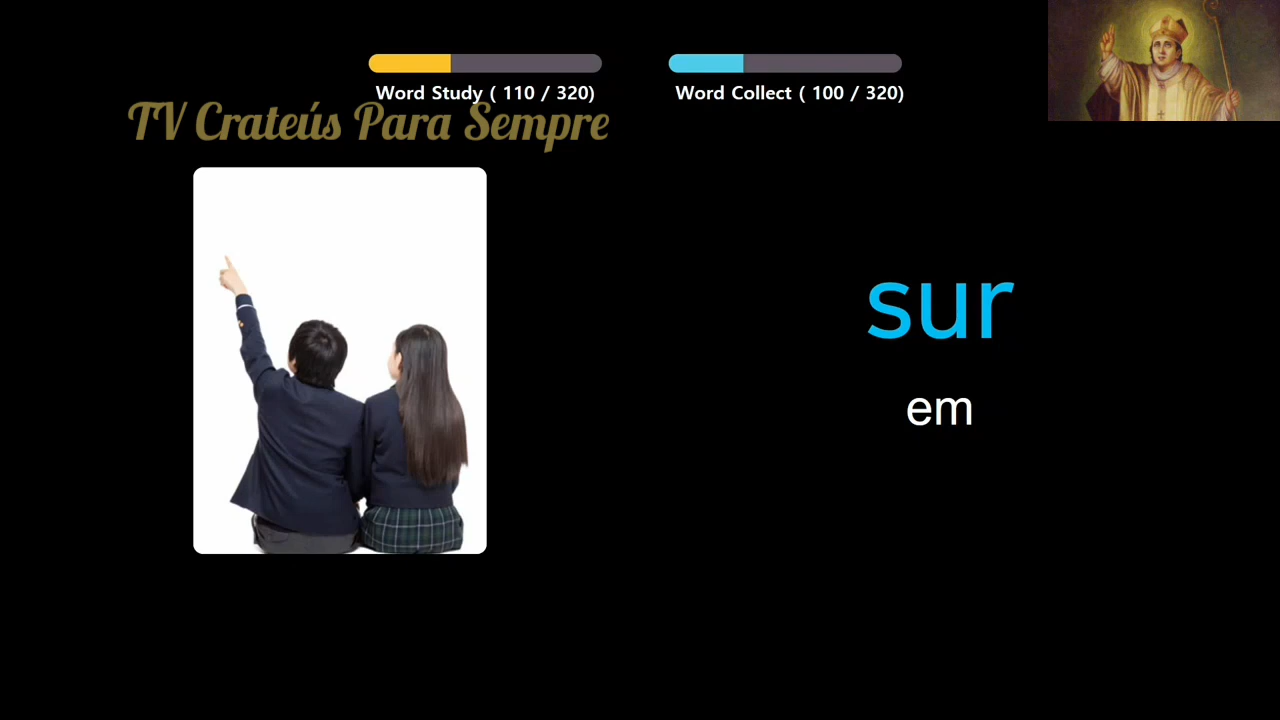 Word Study ( 110 / 320)
Word Collect ( 100 / 320)
TV Crateús Para Sempre
sur
em